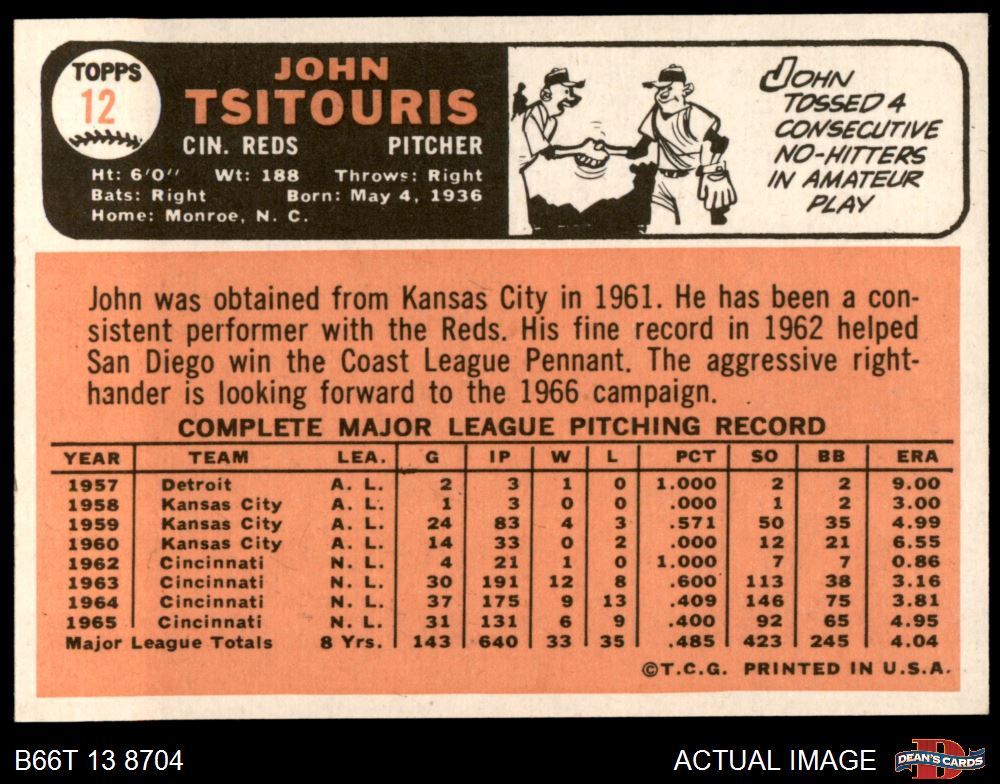 TOPPS
12
JOHN
TSITOURIS
CIN. REDS PITCHER
Ht: 6'0" Wt: 188 Throws: Right
Bats: Right Born: May 4, 1936
Home: Monroe, N. C.
JOHN
TOSSED 4
CONSECUTIVE
NO-HITTERS
IN AMATEUR
PLAY
John was obtained from Kansas City in 1961. He has been a con-
sistent performer with the Reds. His fine record in 1962 helped
San Diego win the Coast League Pennant. The aggressive right-
hander is looking forward to the 1966 campaign.
COMPLETE MAJOR LEAGUE PITCHING RECORD
YEAR TEAM LEA. G IP W L PCT SO BB ERA
1957 Detroit A. L. 2 3 1 0 1.000 2 2 9.00
1958 Kansas City A. L. 1 3 0 0 .000 1 2 3.00
1959 Kansas City A. L. 24 83 4 3 .571 50 35 4.99
1960 Kansas City A. L. 14 33 0 2 .000 12 21 6.55
1962 Cincinnati N. L. 4 21 1 0 1.000 7 7 0.86
1963 Cincinnati N. L. 30 191 12 8 .600 113 38 3.16
1964 Cincinnati N. L. 37 175 9 13 .409 146 75 3.81
1965 Cincinnati N. L. 31 131 6 9 .400 92 65 4.95
Major League Totals 8 Yrs. 143 640 33 35 .485 423 245 4.04
©T.C.G. PRINTED IN U.S.A.
B66T 13 8704
ACTUAL IMAGE
DEAN'S CARDS